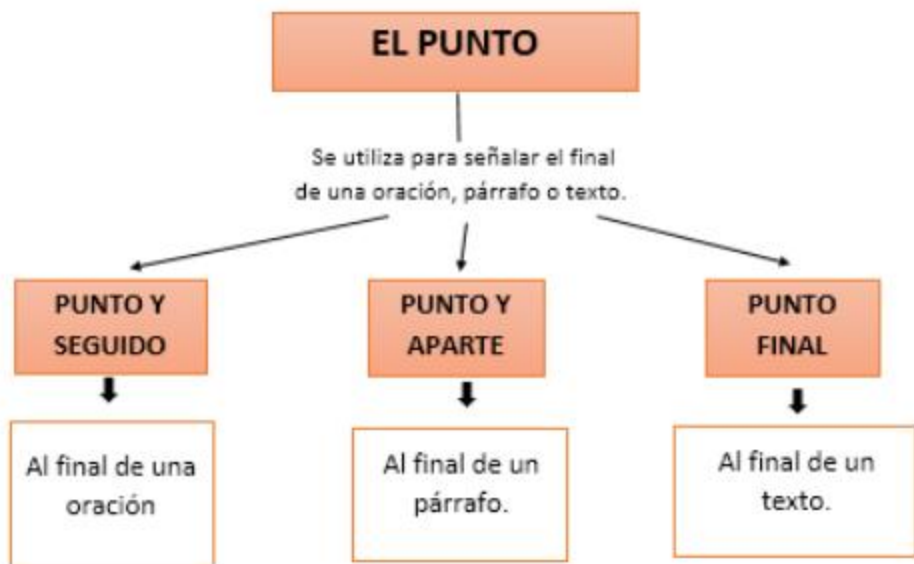 EL PUNTO
Se utiliza para señalar el final
de una oración, párrafo o texto.
PUNTO Y
SEGUIDO
Al final de una
oración
PUNTO Y
APARTE
Al final de un
párrafo.
PUNTO
FINAL
Al final de un
texto.